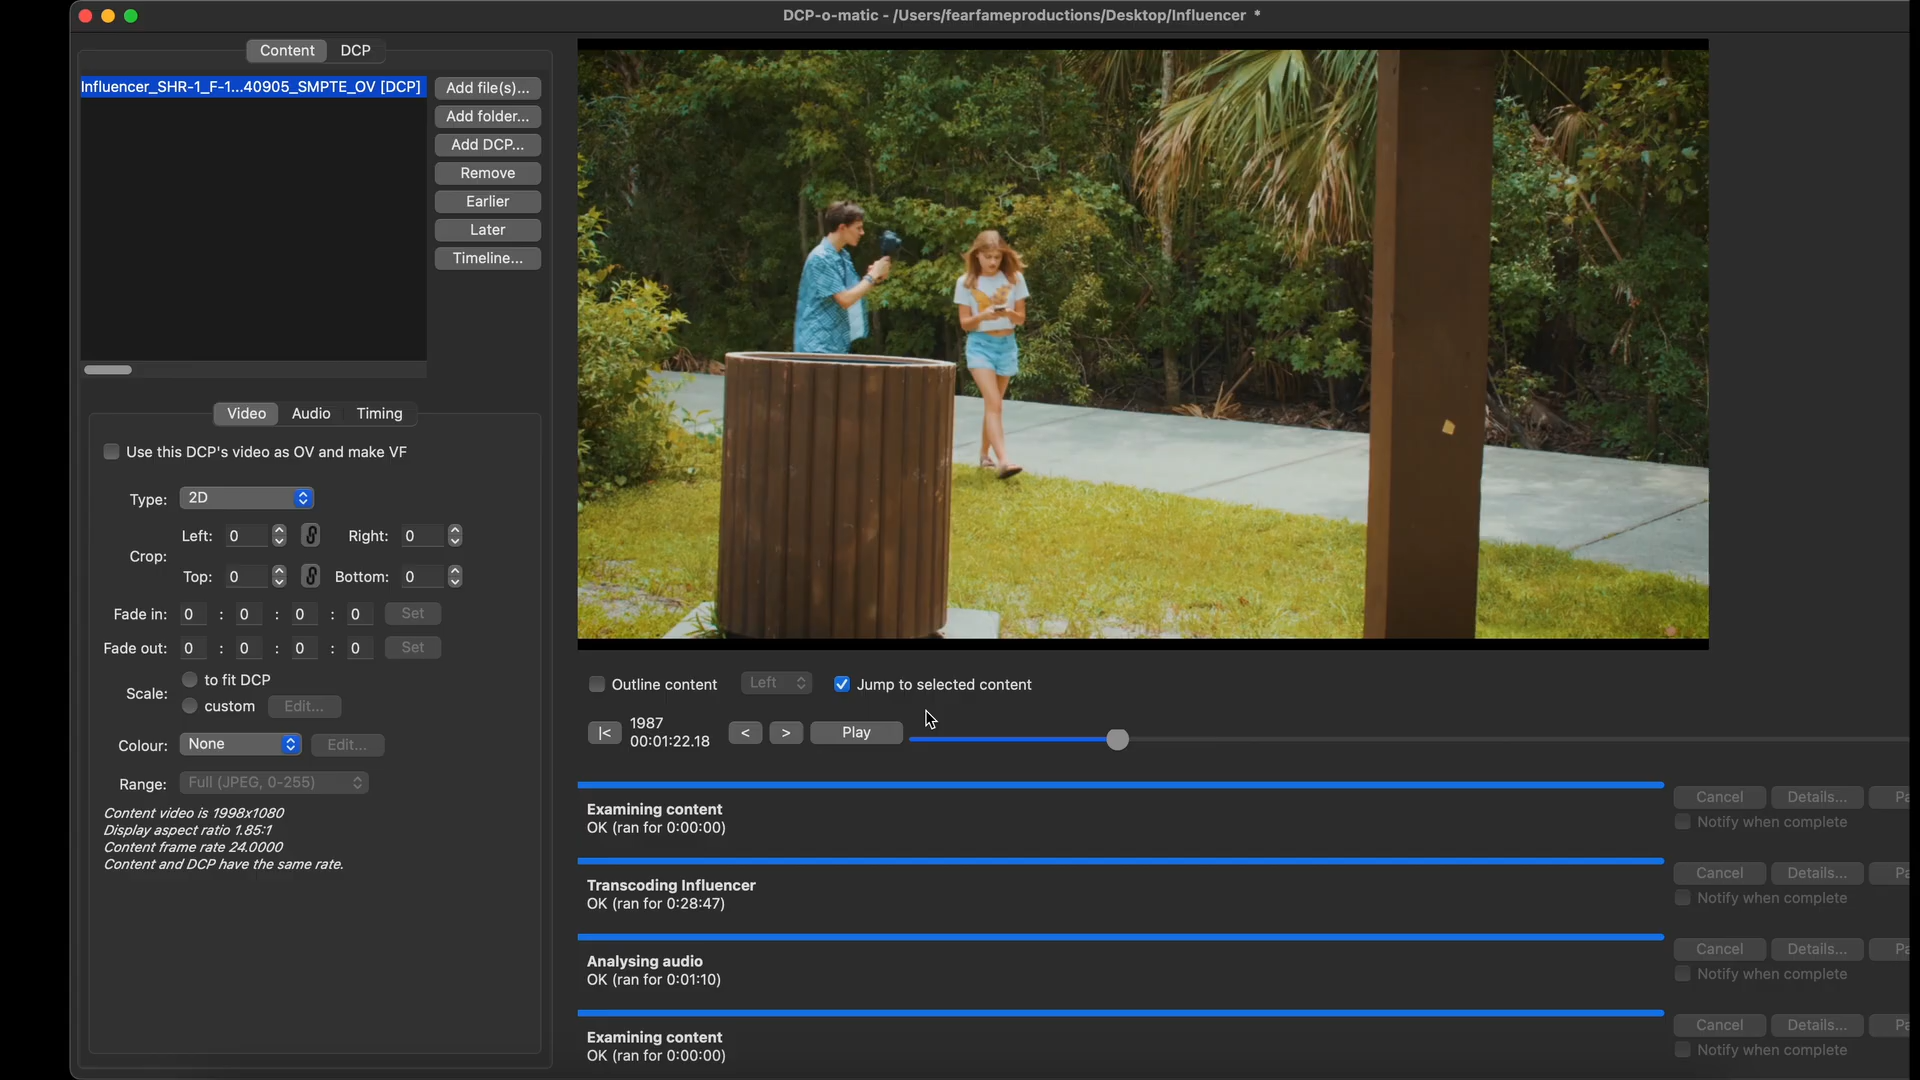 DCP-o-matic - /Users/fearfameproductions/Desktop/Influencer *
Content DCP
Influencer_SHR-1_F-1...40905_SMPTE_OV [DCP]
Add file(s)...
Add folder...
Add DCP...
Remove
Earlier
Later
Timeline...
Video Audio Timing
Use this DCP's video as OV and make VF
Type: 2D
Crop: Left: 0 Right: 0
Top: 0 Bottom: 0
Fade in: 0 : 0 : 0 : 0 Set
Fade out: 0 : 0 : 0 : 0 Set
Scale: to fit DCP
custom Edit...
Colour: None Edit...
Range: Full (JPEG, 0-255)
Content video is 1998x1080
Display aspect ratio 1.85:1
Content frame rate 24.0000
Content and DCP have the same rate.
Outline content Left Jump to selected content
|< 1987 < > Play
00:01:22.18
Examining content
OK (ran for 0:00:00)
Cancel Details... Pa
Notify when complete
Transcoding Influencer
OK (ran for 0:28:47)
Cancel Details... Pa
Notify when complete
Analysing audio
OK (ran for 0:01:10)
Cancel Details... Pa
Notify when complete
Examining content
OK (ran for 0:00:00)
Cancel Details... Pa
Notify when complete